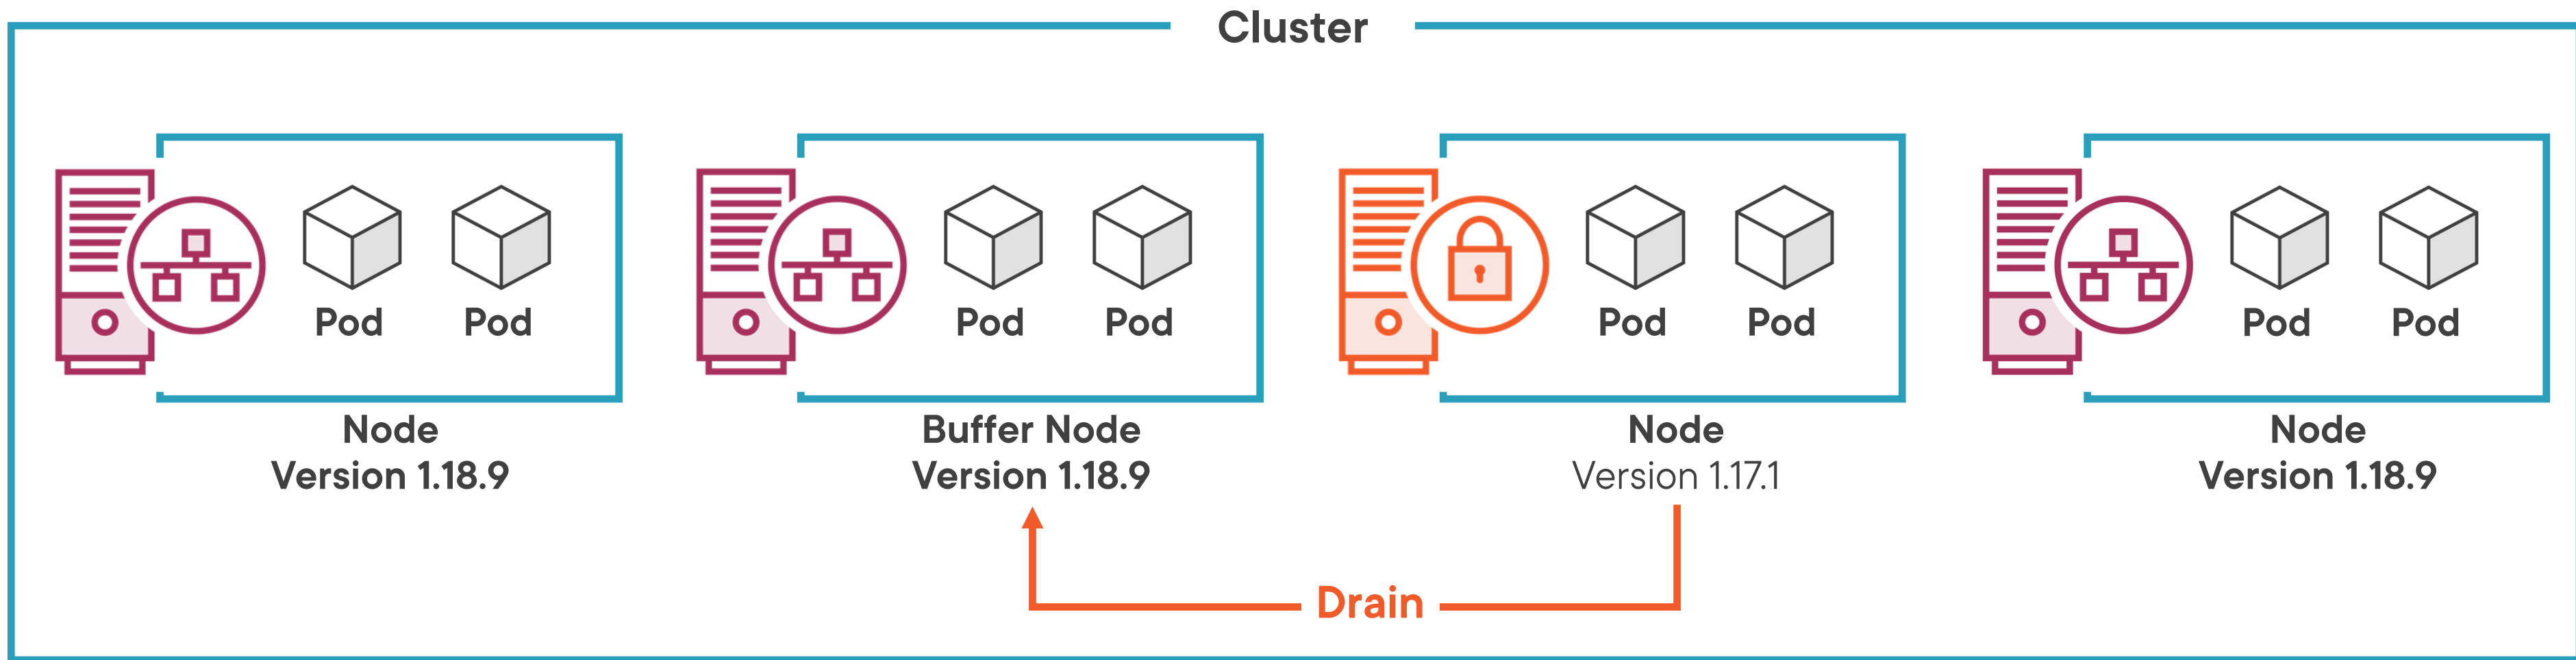 Cluster
Pod Pod
Node
Version 1.18.9
Pod Pod
Buffer Node
Version 1.18.9
Pod Pod
Node
Version 1.17.1
Pod Pod
Node
Version 1.18.9
Drain